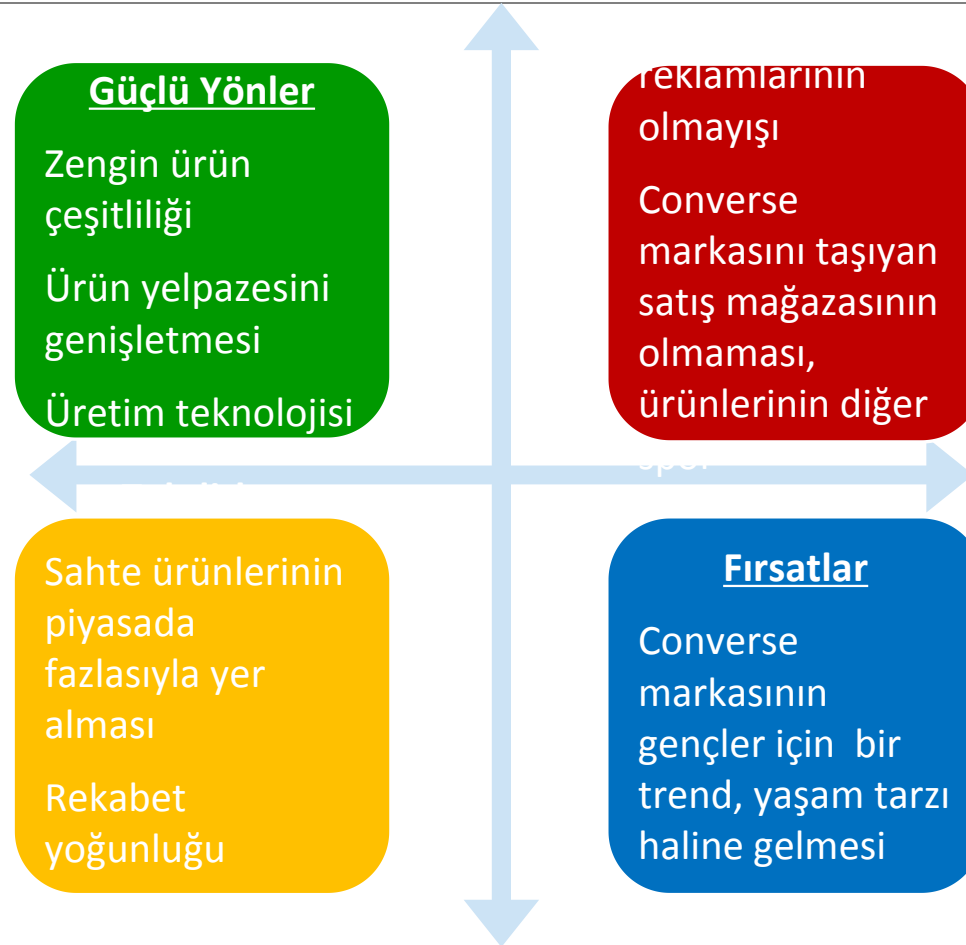 Güçlü Yönler
Zengin ürün
çeşitliliği
Ürün yelpazesini
genişletmesi
Üretim teknolojisi
reklamlarının
olmayışı
Converse
markasını taşıyan
satış mağazasının
olmaması,
ürünlerinin diğer
spor
Sahte ürünlerinin
piyasada
fazlasıyla yer
alması
Rekabet
yoğunluğu
Fırsatlar
Converse
markasının
gençler için  bir
trend, yaşam tarzı
haline gelmesi